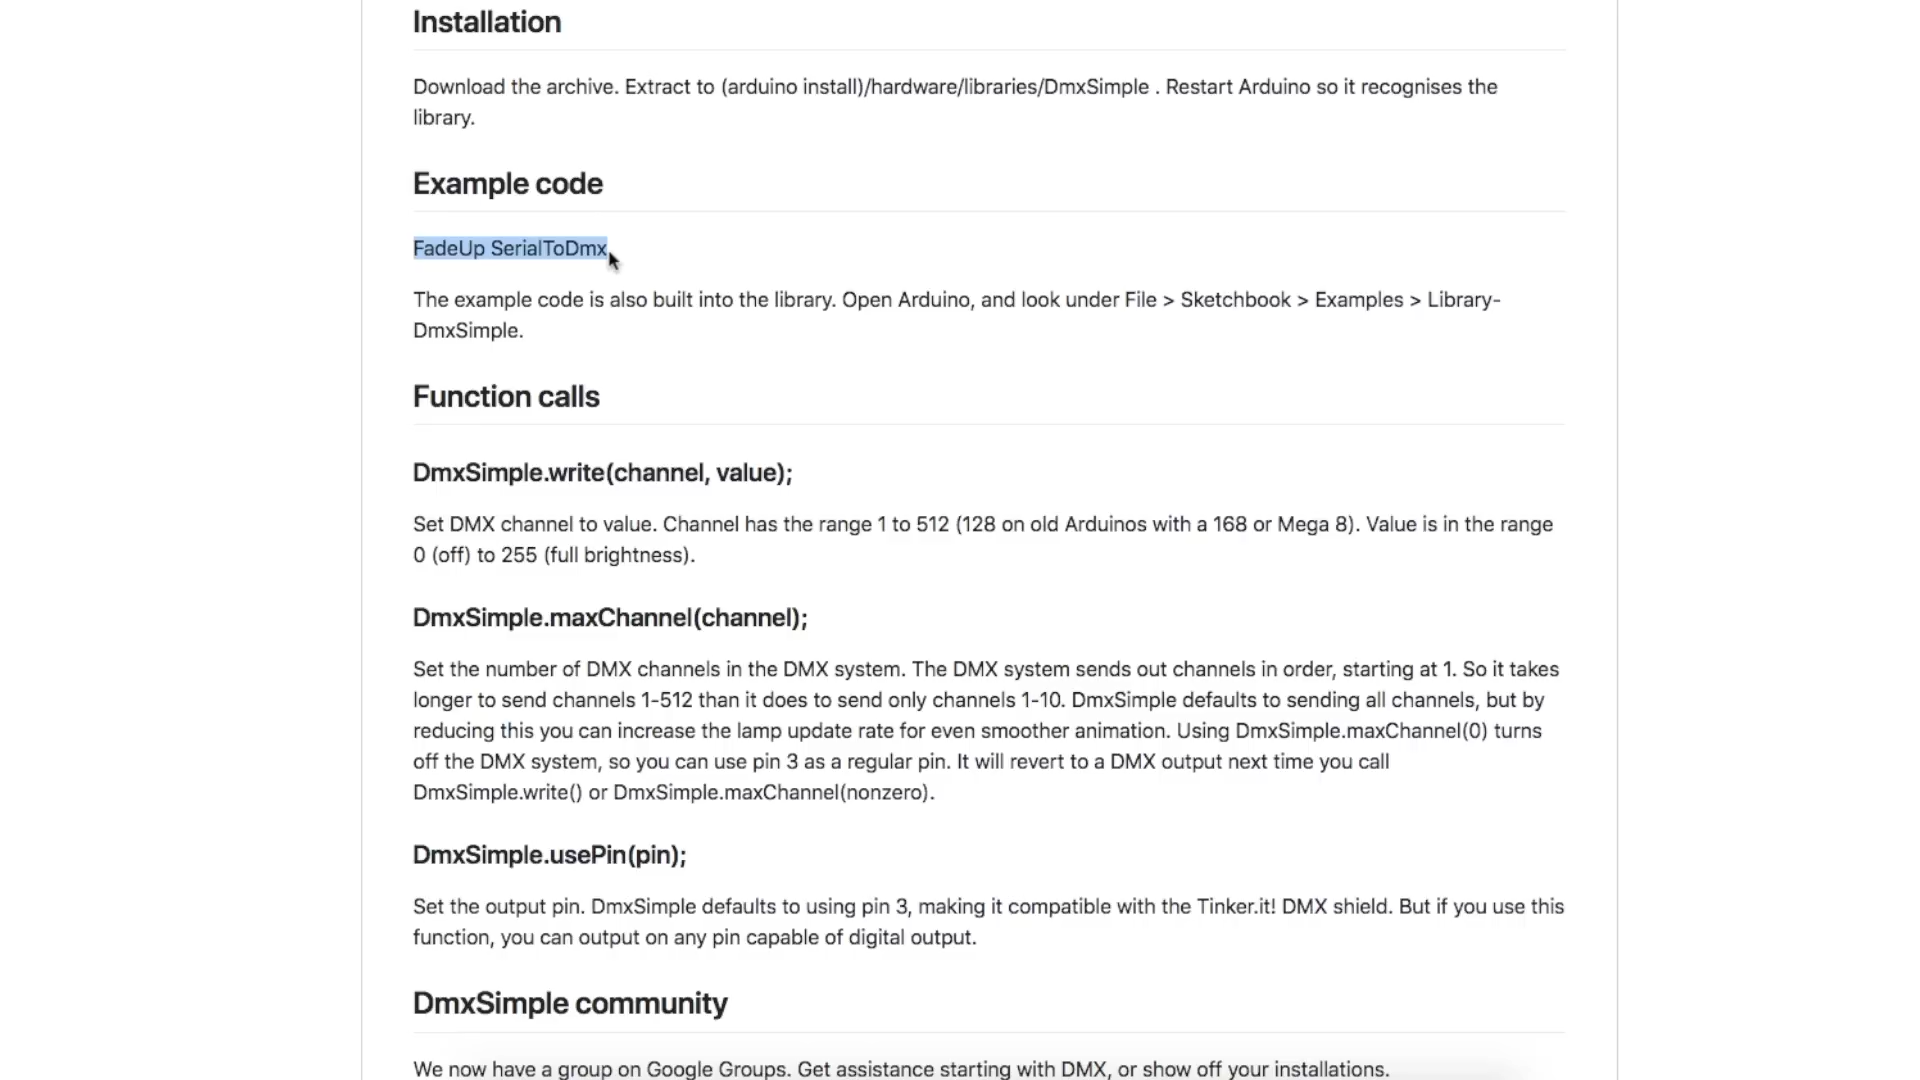 Installation
Download the archive. Extract to (arduino install)/hardware/libraries/DmxSimple . Restart Arduino so it recognises the
library.
Example code
FadeUp SerialToDmx
The example code is also built into the library. Open Arduino, and look under File > Sketchbook > Examples > Library-
DmxSimple.
Function calls
DmxSimple.write(channel, value);
Set DMX channel to value. Channel has the range 1 to 512 (128 on old Arduinos with a 168 or Mega 8). Value is in the range
0 (off) to 255 (full brightness).
DmxSimple.maxChannel(channel);
Set the number of DMX channels in the DMX system. The DMX system sends out channels in order, starting at 1. So it takes
longer to send channels 1-512 than it does to send only channels 1-10. DmxSimple defaults to sending all channels, but by
reducing this you can increase the lamp update rate for even smoother animation. Using DmxSimple.maxChannel(0) turns
off the DMX system, so you can use pin 3 as a regular pin. It will revert to a DMX output next time you call
DmxSimple.write() or DmxSimple.maxChannel(nonzero).
DmxSimple.usePin(pin);
Set the output pin. DmxSimple defaults to using pin 3, making it compatible with the Tinker.it! DMX shield. But if you use this
function, you can output on any pin capable of digital output.
DmxSimple community
We now have a group on Google Groups. Get assistance starting with DMX, or show off your installations.